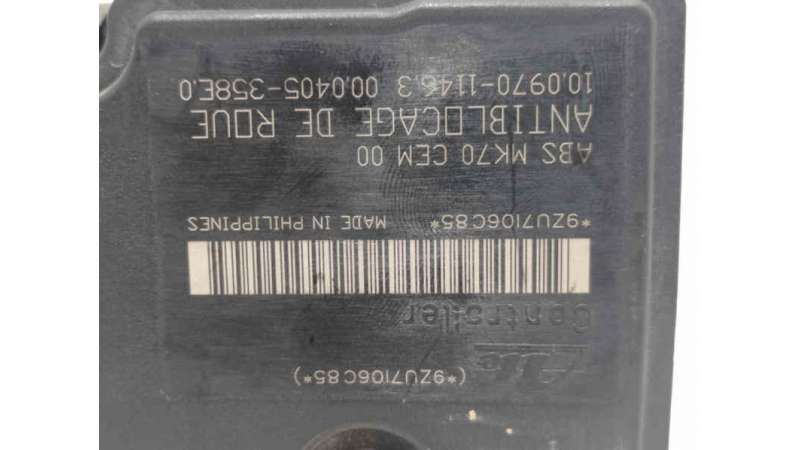 (*9ZU7106C85*)
Ate
Controller
*9ZU7106C85* MADE IN PHILIPPINES
ABS MK70 CEM 00
ANTIBLOCAGE DE ROUE
10.0970-1146.3 00.0405-358E.0